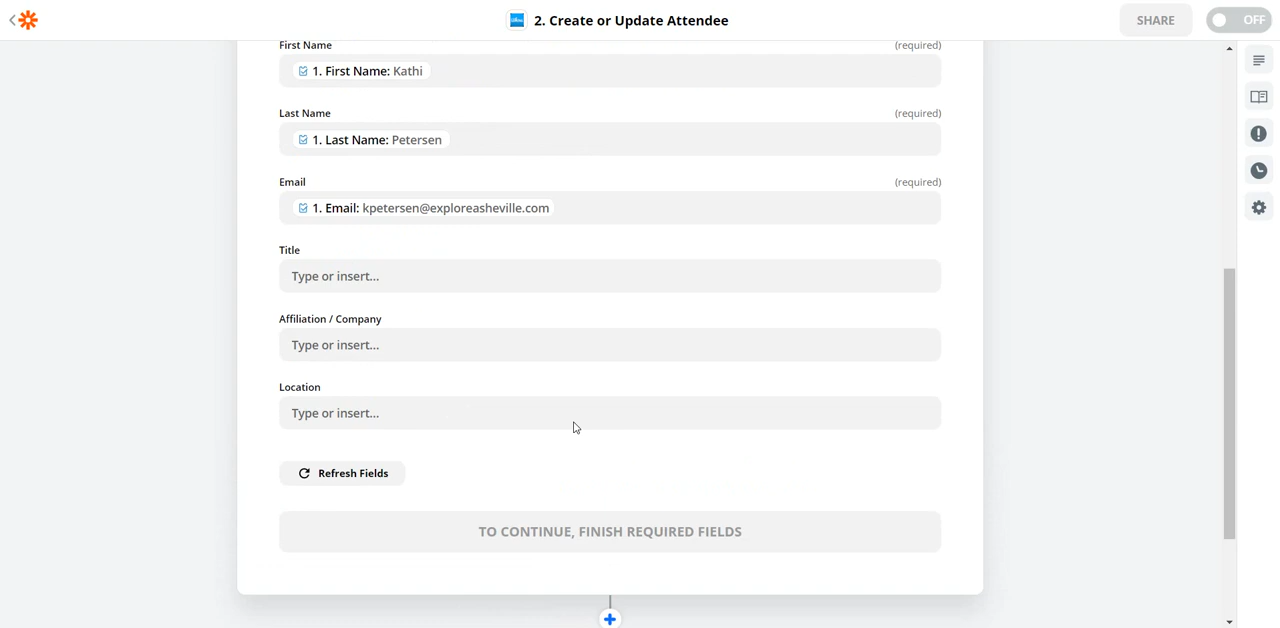 2. Create or Update Attendee
SHARE
OFF
First Name
(required)
1. First Name: Kathi
Last Name
(required)
1. Last Name: Petersen
Email
(required)
1. Email: kpetersen@exploreasheville.com
Title
Type or insert...
Affiliation / Company
Type or insert...
Location
Type or insert...
Refresh Fields
TO CONTINUE, FINISH REQUIRED FIELDS